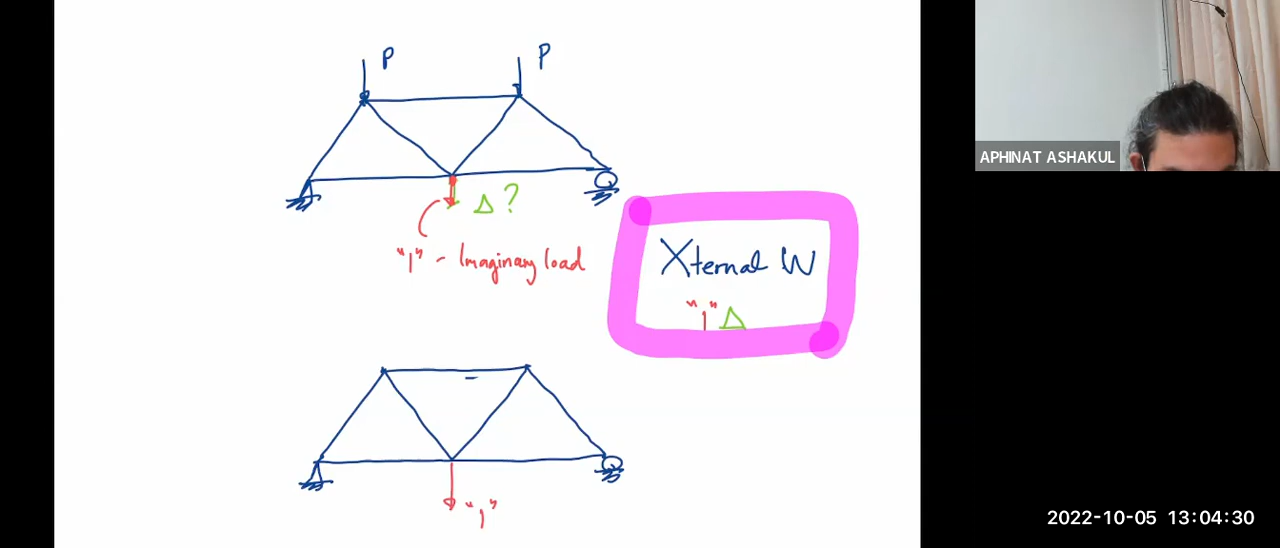 P
P
APHINAT ASHAKUL
Δ ?
"1" - Imaginary load
Xternal W
"1" Δ
"1"
2022-10-05 13:04:30